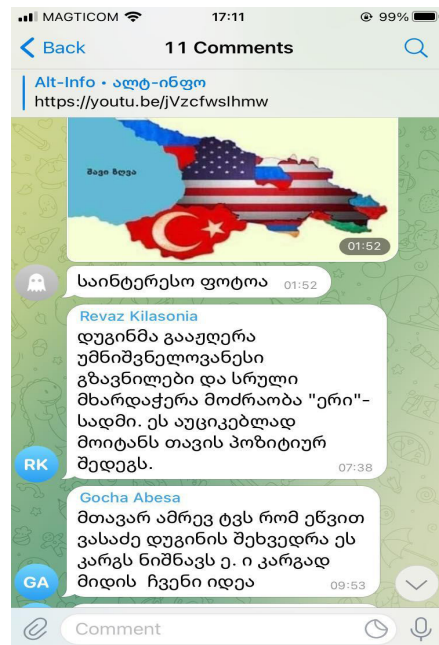 MAGTICOM 17:11 99%
Back 11 Comments
Alt-Info • ალტ-ინფო
https://youtu.be/jVzcfwsIhmw
შავი ზღვა
01:52
საინტერესო ფოტოა 01:52
Revaz Kilasonia
დუგინმა გააჟღერა
უმნიშვნელოვანესი
გზავნილები და სრული
მხარდაჭერა მოძრაობა "ერი"-
სადმი. ეს აუციკებლად
მოიტანს თავის პოზიტიურ
შედეგს. 07:38
RK
Gocha Abesa
მთავარ ამრევ ტვს რომ ეწვით
ვასაძე დუგინის შეხვედრა ეს
კარგს ნიშნავს ე. ი კარგად
მიდის ჩვენი იდეა 09:53
GA
Comment